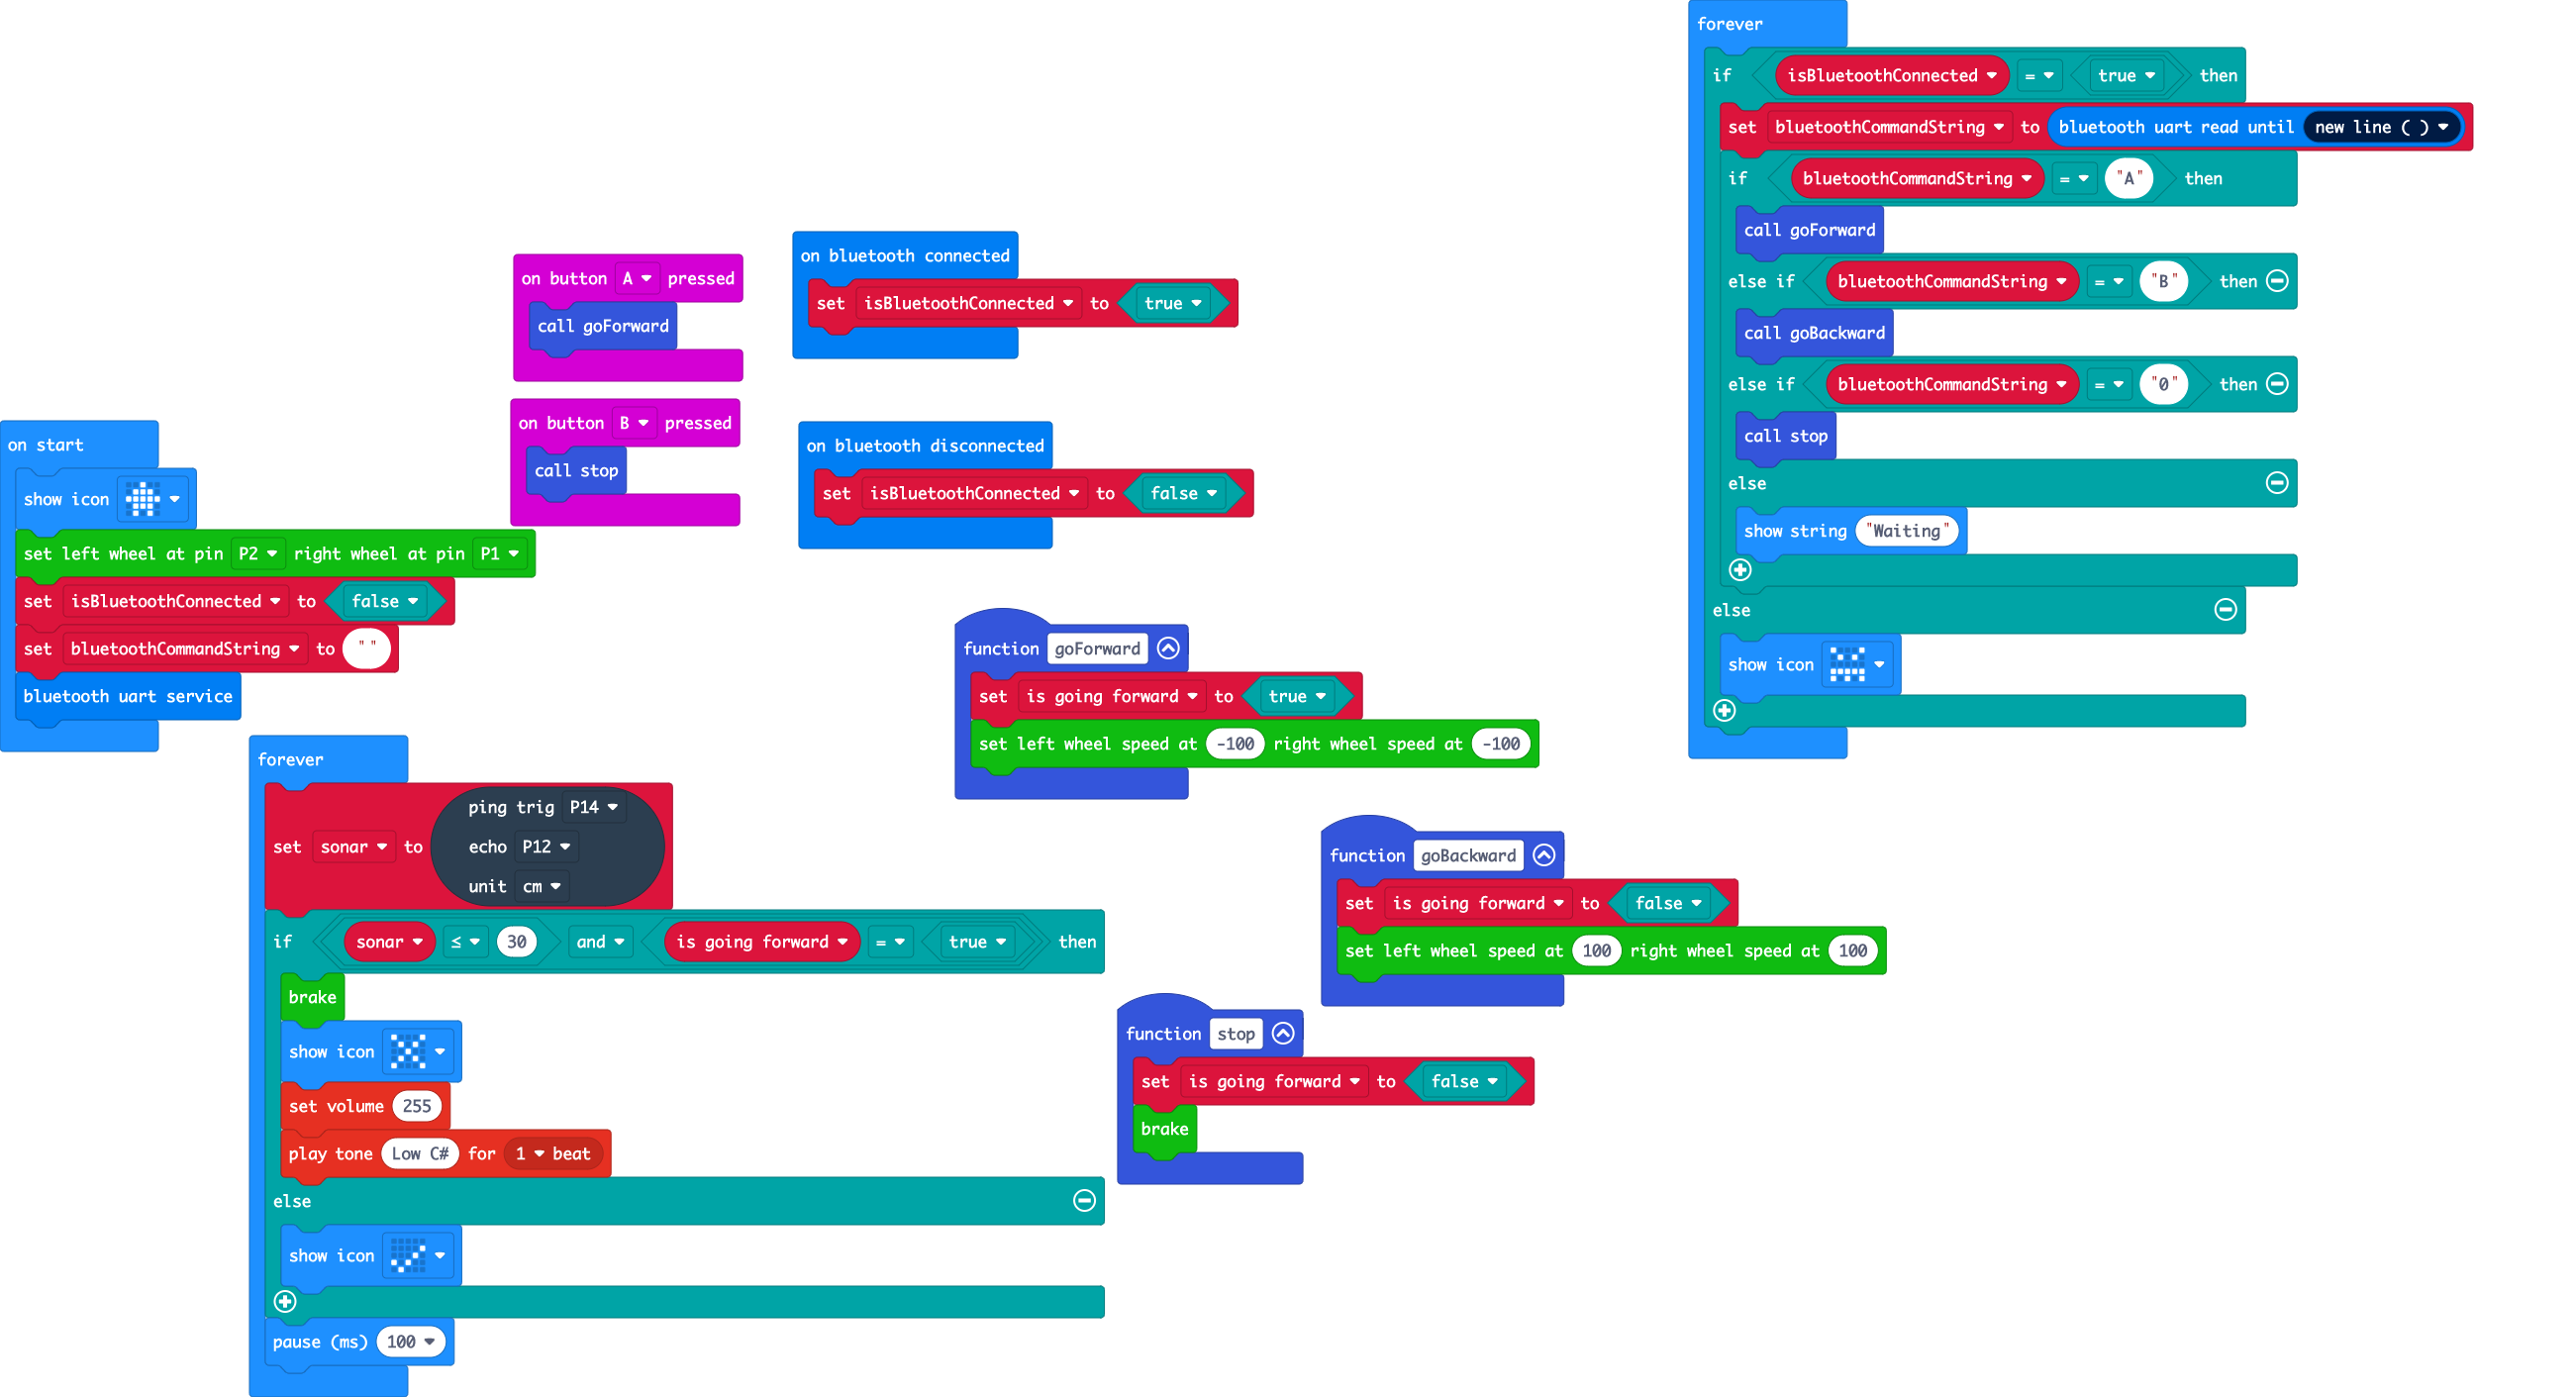 on start
show icon
set left wheel at pin P2 right wheel at pin P1
set isBluetoothConnected to false
set bluetoothCommandString to " "
bluetooth uart service
on button A pressed
call goForward
on button B pressed
call stop
on bluetooth connected
set isBluetoothConnected to true
on bluetooth disconnected
set isBluetoothConnected to false
forever
set sonar to ping trig P14
echo P12
unit cm
if sonar ≤ 30 and is going forward = true then
brake
show icon
set volume 255
play tone Low C# for 1 beat
else
show icon
pause (ms) 100
function goForward
set is going forward to true
set left wheel speed at -100 right wheel speed at -100
function goBackward
set is going forward to false
set left wheel speed at 100 right wheel speed at 100
function stop
set is going forward to false
brake
forever
if isBluetoothConnected = true then
set bluetoothCommandString to bluetooth uart read until new line ( )
if bluetoothCommandString = "A" then
call goForward
else if bluetoothCommandString = "B" then
call goBackward
else if bluetoothCommandString = "0" then
call stop
else
show string "Waiting"
else
show icon